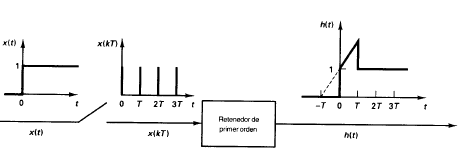 x(t)
1
0
t
x(kT)
0 T 2T 3T t
h(t)
1
-T 0 T 2T 3T t
x(t)
x(kT)
Retenedor de
primer orden
h(t)